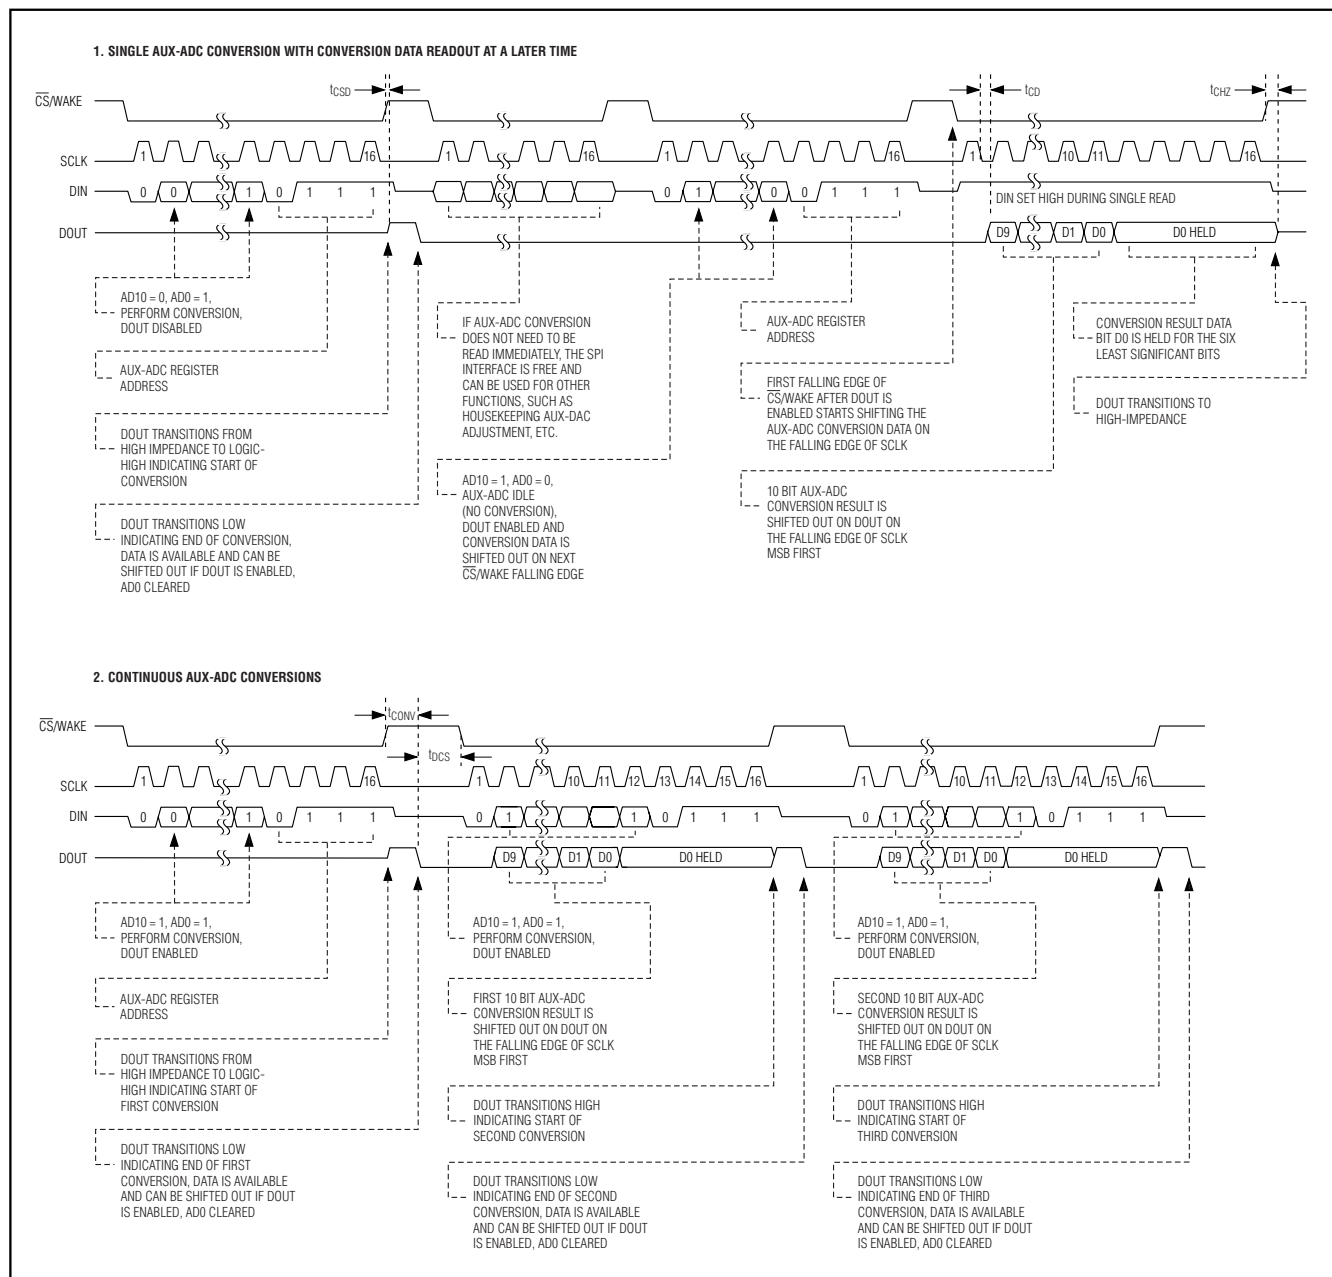 1. SINGLE AUX-ADC CONVERSION WITH CONVERSION DATA READOUT AT A LATER TIME
tCSD
tCD
tCHZ
CS/WAKE
SCLK
1
16
1
16
1
16
1
10
11
16
DIN
0
0
1
0
1
1
1
0
1
0
0
1
1
1
DIN SET HIGH DURING SINGLE READ
DOUT
D9
D1
D0
D0 HELD
AD10 = 0, AD0 = 1,
PERFORM CONVERSION,
DOUT DISABLED
AUX-ADC REGISTER
ADDRESS
DOUT TRANSITIONS FROM
HIGH IMPEDANCE TO LOGIC-
HIGH INDICATING START OF
CONVERSION
DOUT TRANSITIONS LOW
INDICATING END OF CONVERSION,
DATA IS AVAILABLE AND CAN BE
SHIFTED OUT IF DOUT IS ENABLED,
AD0 CLEARED
IF AUX-ADC CONVERSION
DOES NOT NEED TO BE
READ IMMEDIATELY, THE SPI
INTERFACE IS FREE AND
CAN BE USED FOR OTHER
FUNCTIONS, SUCH AS
HOUSEKEEPING AUX-DAC
ADJUSTMENT, ETC.
AD10 = 1, AD0 = 0,
AUX-ADC IDLE
(NO CONVERSION),
DOUT ENABLED AND
CONVERSION DATA IS
SHIFTED OUT ON NEXT
CS/WAKE FALLING EDGE
AUX-ADC REGISTER
ADDRESS
FIRST FALLING EDGE OF
CS/WAKE AFTER DOUT IS
ENABLED STARTS SHIFTING THE
AUX-ADC CONVERSION DATA ON
THE FALLING EDGE OF SCLK
10 BIT AUX-ADC
CONVERSION RESULT IS
SHIFTED OUT ON DOUT ON
THE FALLING EDGE OF SCLK
MSB FIRST
CONVERSION RESULT DATA
BIT D0 IS HELD FOR THE SIX
LEAST SIGNIFICANT BITS
DOUT TRANSITIONS TO
HIGH-IMPEDANCE
2. CONTINUOUS AUX-ADC CONVERSIONS
tCONV
tDCS
CS/WAKE
SCLK
1
16
1
10
11
12
13
14
15
16
1
10
11
12
13
14
15
16
DIN
0
0
1
0
1
1
1
0
1
1
0
1
1
1
0
1
1
0
1
1
1
DOUT
D9
D1
D0
D0 HELD
D9
D1
D0
D0 HELD
AD10 = 1, AD0 = 1,
PERFORM CONVERSION,
DOUT ENABLED
AUX-ADC REGISTER
ADDRESS
DOUT TRANSITIONS FROM
HIGH IMPEDANCE TO LOGIC-
HIGH INDICATING START OF
FIRST CONVERSION
DOUT TRANSITIONS LOW
INDICATING END OF FIRST
CONVERSION, DATA IS AVAILABLE
AND CAN BE SHIFTED OUT IF DOUT
IS ENABLED, AD0 CLEARED
AD10 = 1, AD0 = 1,
PERFORM CONVERSION,
DOUT ENABLED
FIRST 10 BIT AUX-ADC
CONVERSION RESULT IS
SHIFTED OUT ON DOUT ON
THE FALLING EDGE OF SCLK
MSB FIRST
DOUT TRANSITIONS HIGH
INDICATING START OF
SECOND CONVERSION
DOUT TRANSITIONS LOW
INDICATING END OF SECOND
CONVERSION, DATA IS AVAILABLE
AND CAN BE SHIFTED OUT IF DOUT
IS ENABLED, AD0 CLEARED
AD10 = 1, AD0 = 1,
PERFORM CONVERSION,
DOUT ENABLED
SECOND 10 BIT AUX-ADC
CONVERSION RESULT IS
SHIFTED OUT ON DOUT ON
THE FALLING EDGE OF SCLK
MSB FIRST
DOUT TRANSITIONS HIGH
INDICATING START OF
THIRD CONVERSION
DOUT TRANSITIONS LOW
INDICATING END OF THIRD
CONVERSION, DATA IS AVAILABLE
AND CAN BE SHIFTED OUT IF DOUT
IS ENABLED, AD0 CLEARED